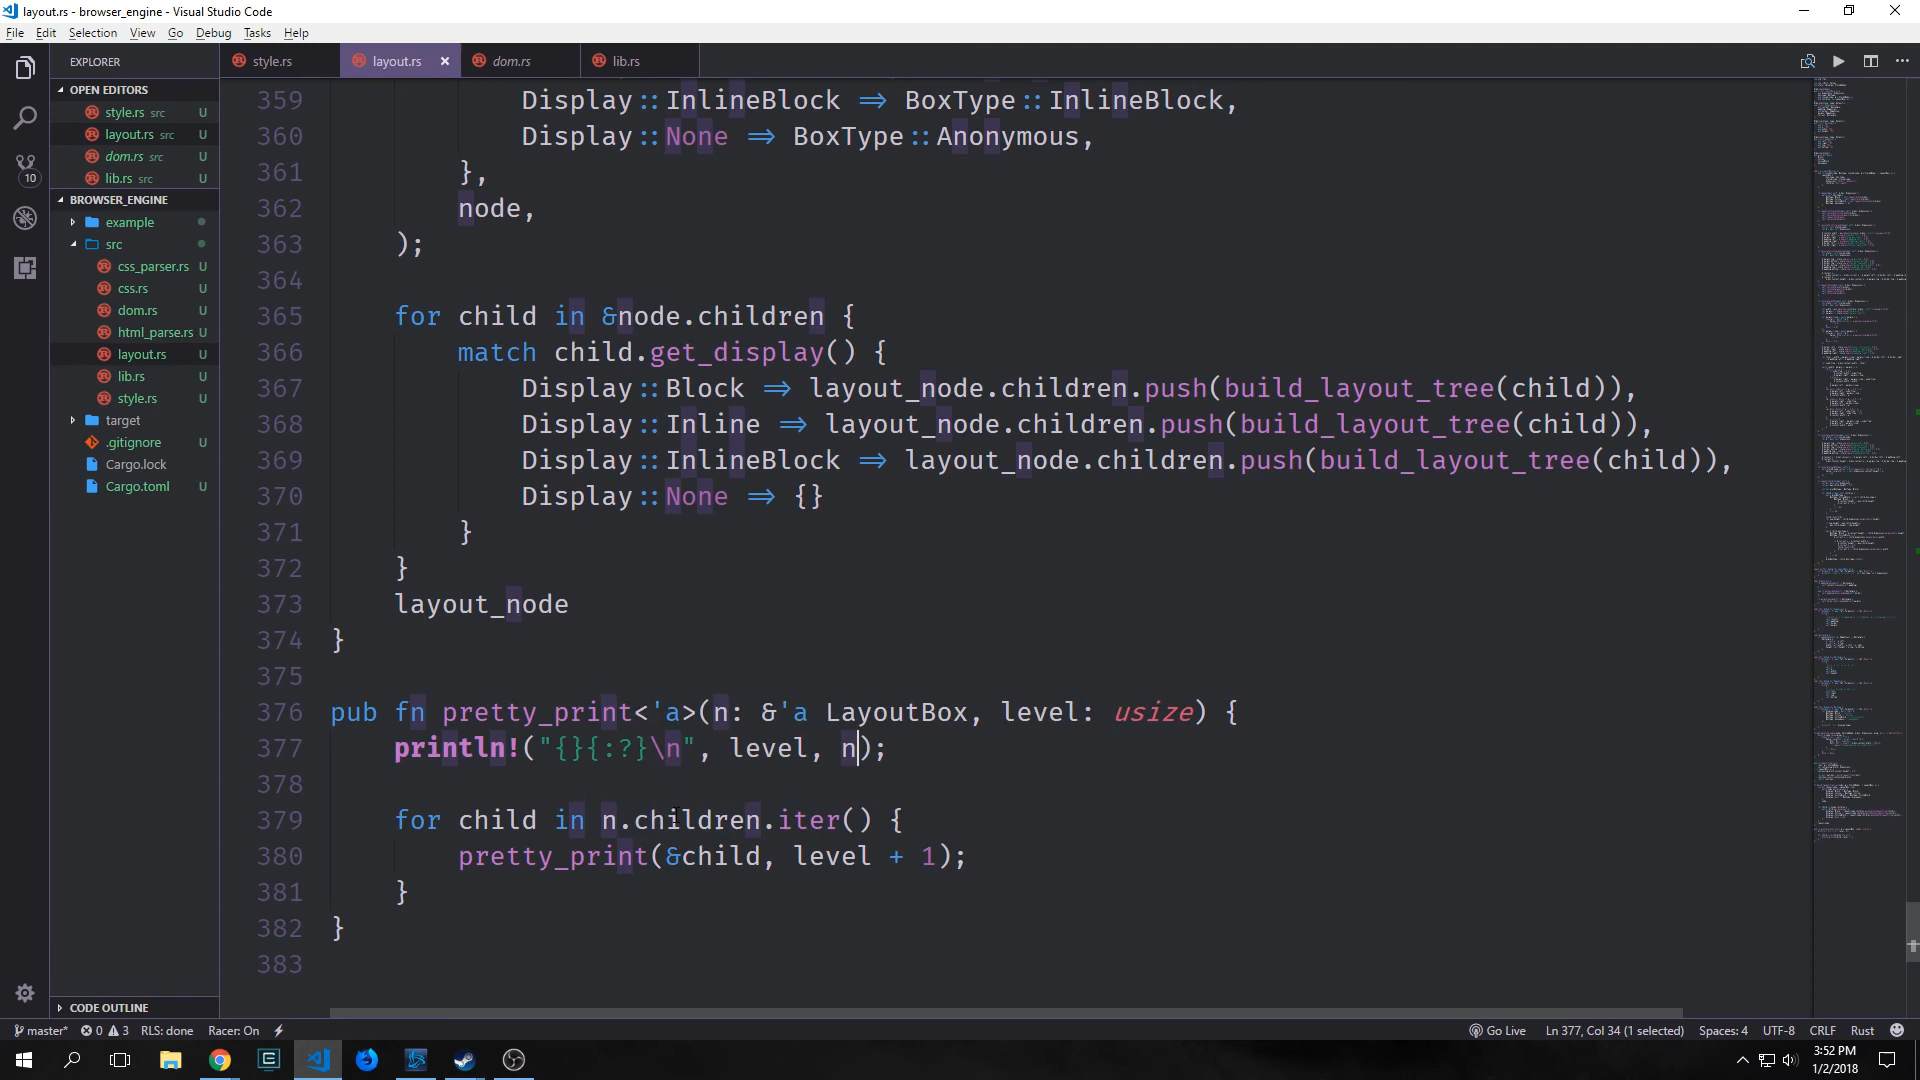 layout.rs - browser_engine - Visual Studio Code
File Edit Selection View Go Debug Tasks Help
EXPLORER
style.rs layout.rs × dom.rs lib.rs
OPEN EDITORS
style.rs src U
layout.rs src U
dom.rs src U
lib.rs src U
BROWSER_ENGINE
example
src
css_parser.rs U
css.rs U
dom.rs U
html_parse.rs U
layout.rs U
lib.rs U
style.rs U
target
.gitignore U
Cargo.lock
Cargo.toml U
CODE OUTLINE
10
359 Display::InlineBlock => BoxType::InlineBlock,
360 Display::None => BoxType::Anonymous,
361 },
362 node,
363 );
364
365 for child in &node.children {
366 match child.get_display() {
367 Display::Block => layout_node.children.push(build_layout_tree(child)),
368 Display::Inline => layout_node.children.push(build_layout_tree(child)),
369 Display::InlineBlock => layout_node.children.push(build_layout_tree(child)),
370 Display::None => {}
371 }
372 }
373 layout_node
374 }
375
376 pub fn pretty_print<'a>(n: &'a LayoutBox, level: usize) {
377 println!("{}{:?}\n", level, n);
378
379 for child in n.children.iter() {
380 pretty_print(&child, level + 1);
381 }
382 }
383
master* 0 3 RLS: done Racer: On Go Live Ln 377, Col 34 (1 selected) Spaces: 4 UTF-8 CRLF Rust
3:52 PM
1/2/2018